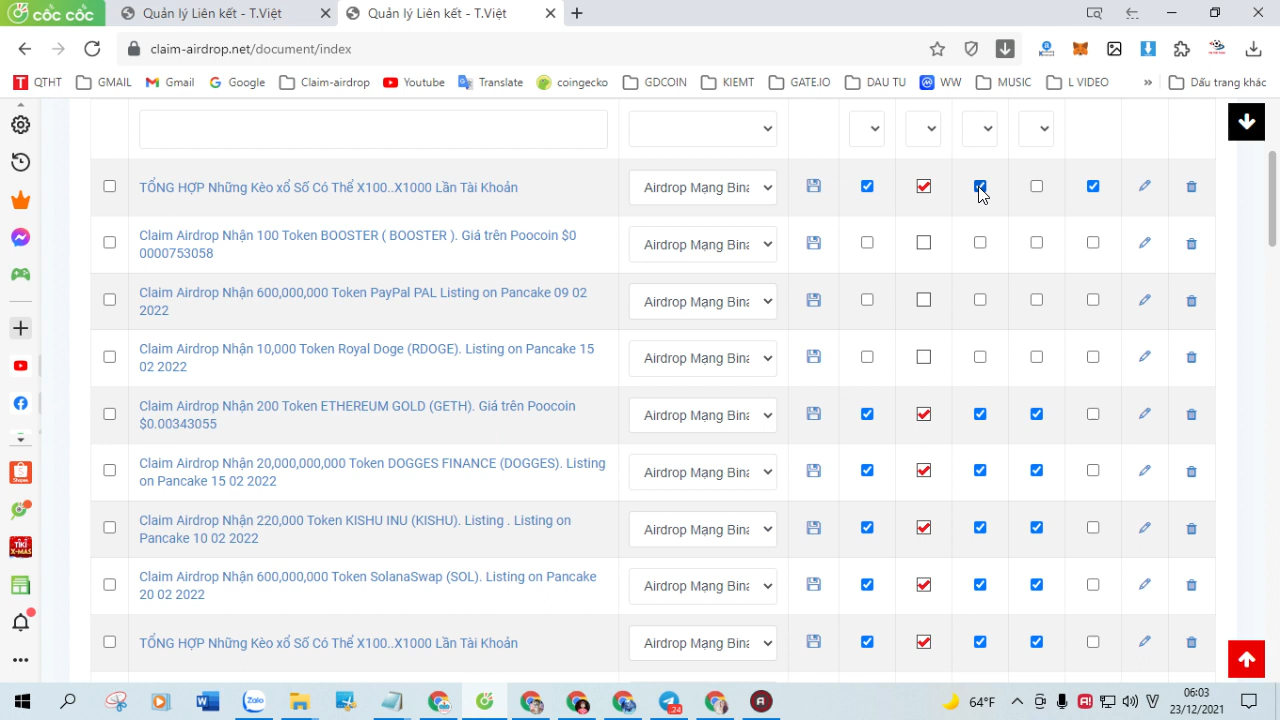 CỐC CỐC
Quản lý kiểm kết - T.Việt
Quản lý kết - T.Xiện
claim-airdrop.net/document/index
QTHT GMAIL Gmail Google Claim-airdrop Youtube Translate coingecko GDCOIN KIEMT GATE.IO DAU TU WW MUSIC L VIDEO » Dấu trang khác
TỔNG HỢP Những Kèo xổ Số Có Thể X100..X1000 Lần Tài Khoản
Airdrop Mạng Bina
Claim Airdrop Nhận 100 Token BOOSTER ( BOOSTER ). Giá trên Poocoin $0
0000753058
Airdrop Mạng Bina
Claim Airdrop Nhận 600,000,000 Token PayPal PAL Listing on Pancake 09 02
2022
Airdrop Mạng Bina
Claim Airdrop Nhận 10,000 Token Royal Doge (RDOGE). Listing on Pancake 15
02 2022
Airdrop Mạng Bina
Claim Airdrop Nhận 200 Token ETHEREUM GOLD (GETH). Giá trên Poocoin
$0.00343055
Airdrop Mạng Bina
Claim Airdrop Nhận 20,000,000,000 Token DOGGES FINANCE (DOGGES). Listing
on Pancake 15 02 2022
Airdrop Mạng Bina
Claim Airdrop Nhận 220,000 Token KISHU INU (KISHU). Listing . Listing on
Pancake 10 02 2022
Airdrop Mạng Bina
Claim Airdrop Nhận 600,000,000 Token SolanaSwap (SOL). Listing on Pancake
20 02 2022
Airdrop Mạng Bina
TỔNG HỢP Những Kèo xổ Số Có Thể X100..X1000 Lần Tài Khoản
Airdrop Mạng Bina
Shopee
TIKI
X-MAS
Zalo
24
64°F
06:03
23/12/2021